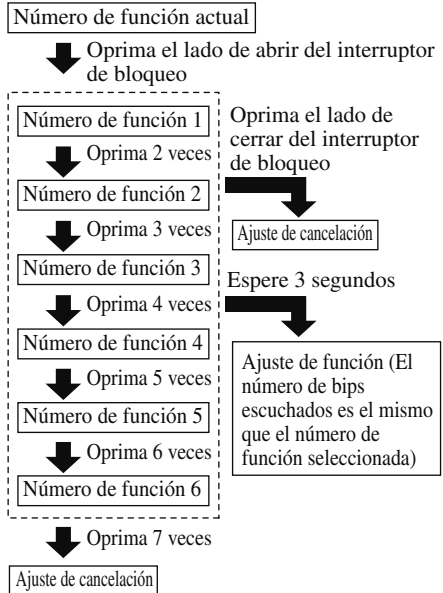 Número de función actual
Oprima el lado de abrir del interruptor
de bloqueo
Número de función 1
Oprima 2 veces
Número de función 2
Oprima 3 veces
Número de función 3
Oprima 4 veces
Número de función 4
Oprima 5 veces
Número de función 5
Oprima 6 veces
Número de función 6
Oprima 7 veces
Ajuste de cancelación
Oprima el lado de
cerrar del interruptor
de bloqueo
Ajuste de cancelación
Espere 3 segundos
Ajuste de función (El
número de bips
escuchados es el mismo
que el número de
función seleccionada)